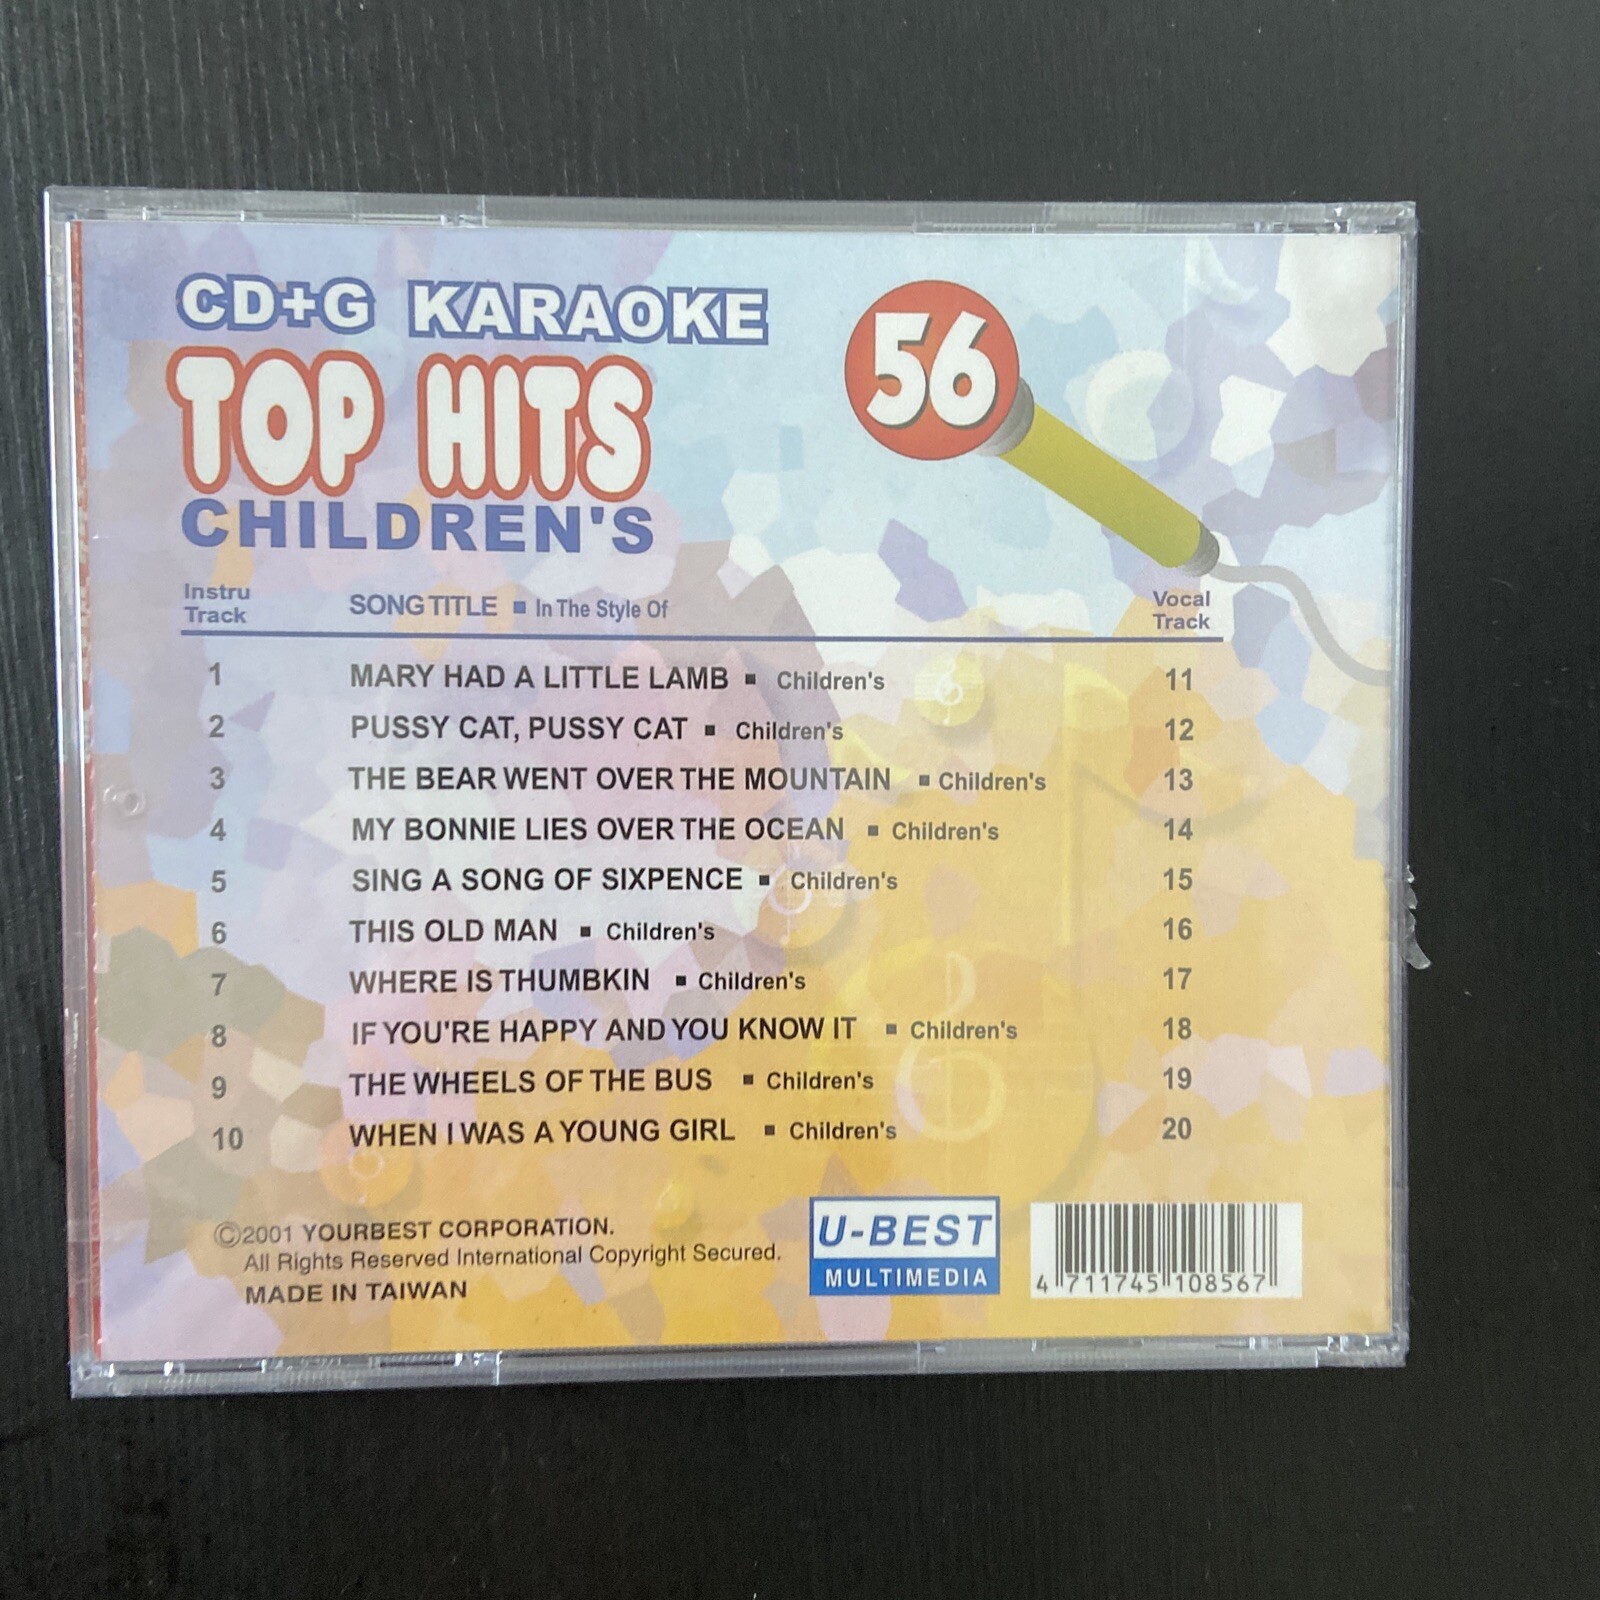 CD+G KARAOKE
56
TOP HITS
CHILDREN'S
Instru Track SONG TITLE ▪ In The Style Of Vocal Track
1 MARY HAD A LITTLE LAMB ▪ Children's 11
2 PUSSY CAT, PUSSY CAT ▪ Children's 12
3 THE BEAR WENT OVER THE MOUNTAIN ▪ Children's 13
4 MY BONNIE LIES OVER THE OCEAN ▪ Children's 14
5 SING A SONG OF SIXPENCE ▪ Children's 15
6 THIS OLD MAN ▪ Children's 16
7 WHERE IS THUMBKIN ▪ Children's 17
8 IF YOU'RE HAPPY AND YOU KNOW IT ▪ Children's 18
9 THE WHEELS OF THE BUS ▪ Children's 19
10 WHEN I WAS A YOUNG GIRL ▪ Children's 20
©2001 YOURBEST CORPORATION.
All Rights Reserved International Copyright Secured.
MADE IN TAIWAN
U-BEST
MULTIMEDIA
4 711745 108567